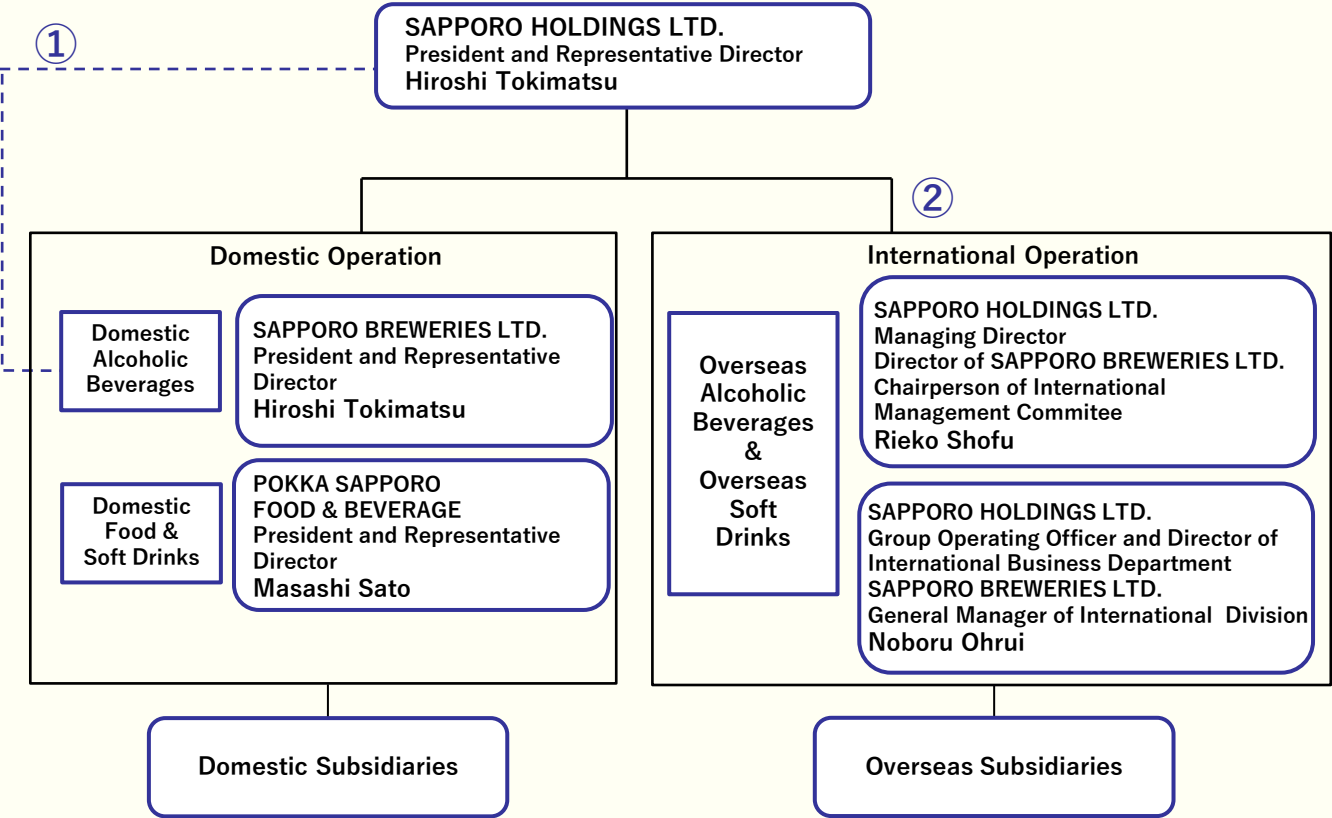 ①
SAPPORO HOLDINGS LTD.
President and Representative Director
Hiroshi Tokimatsu
②
Domestic Operation
Domestic
Alcoholic
Beverages
SAPPORO BREWERIES LTD.
President and Representative
Director
Hiroshi Tokimatsu
Domestic
Food &
Soft Drinks
POKKA SAPPORO
FOOD & BEVERAGE
President and Representative
Director
Masashi Sato
International Operation
Overseas
Alcoholic
Beverages
&
Overseas
Soft
Drinks
SAPPORO HOLDINGS LTD.
Managing Director
Director of SAPPORO BREWERIES LTD.
Chairperson of International
Management Commitee
Rieko Shofu
SAPPORO HOLDINGS LTD.
Group Operating Officer and Director of
International Business Department
SAPPORO BREWERIES LTD.
General Manager of International Division
Noboru Ohrui
Domestic Subsidiaries
Overseas Subsidiaries